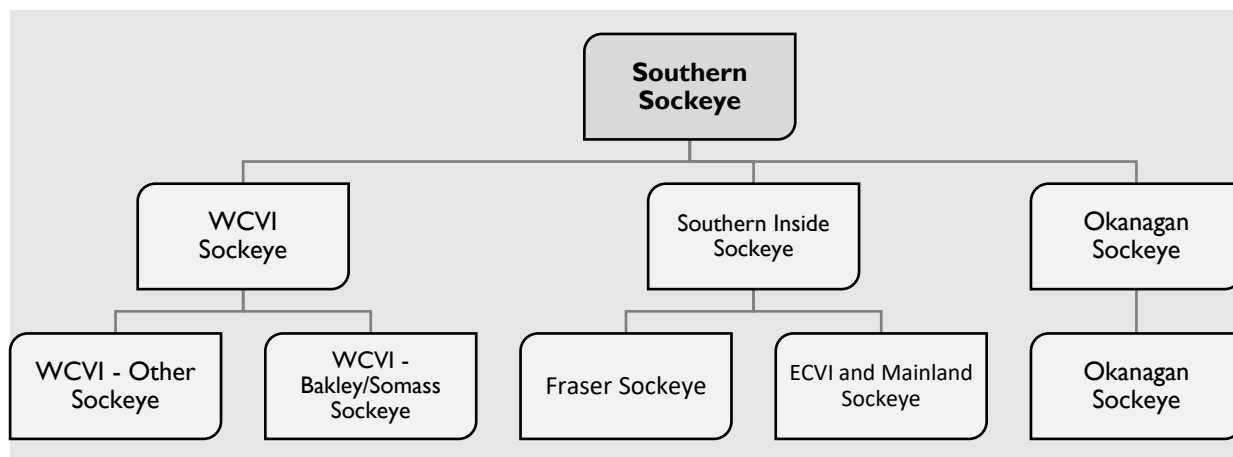 Southern
Sockeye
WCVI
Sockeye
Southern Inside
Sockeye
Okanagan
Sockeye
WCVI - Other
Sockeye
WCVI -
Bakley/Somass
Sockeye
Fraser Sockeye
ECVI and Mainland
Sockeye
Okanagan
Sockeye